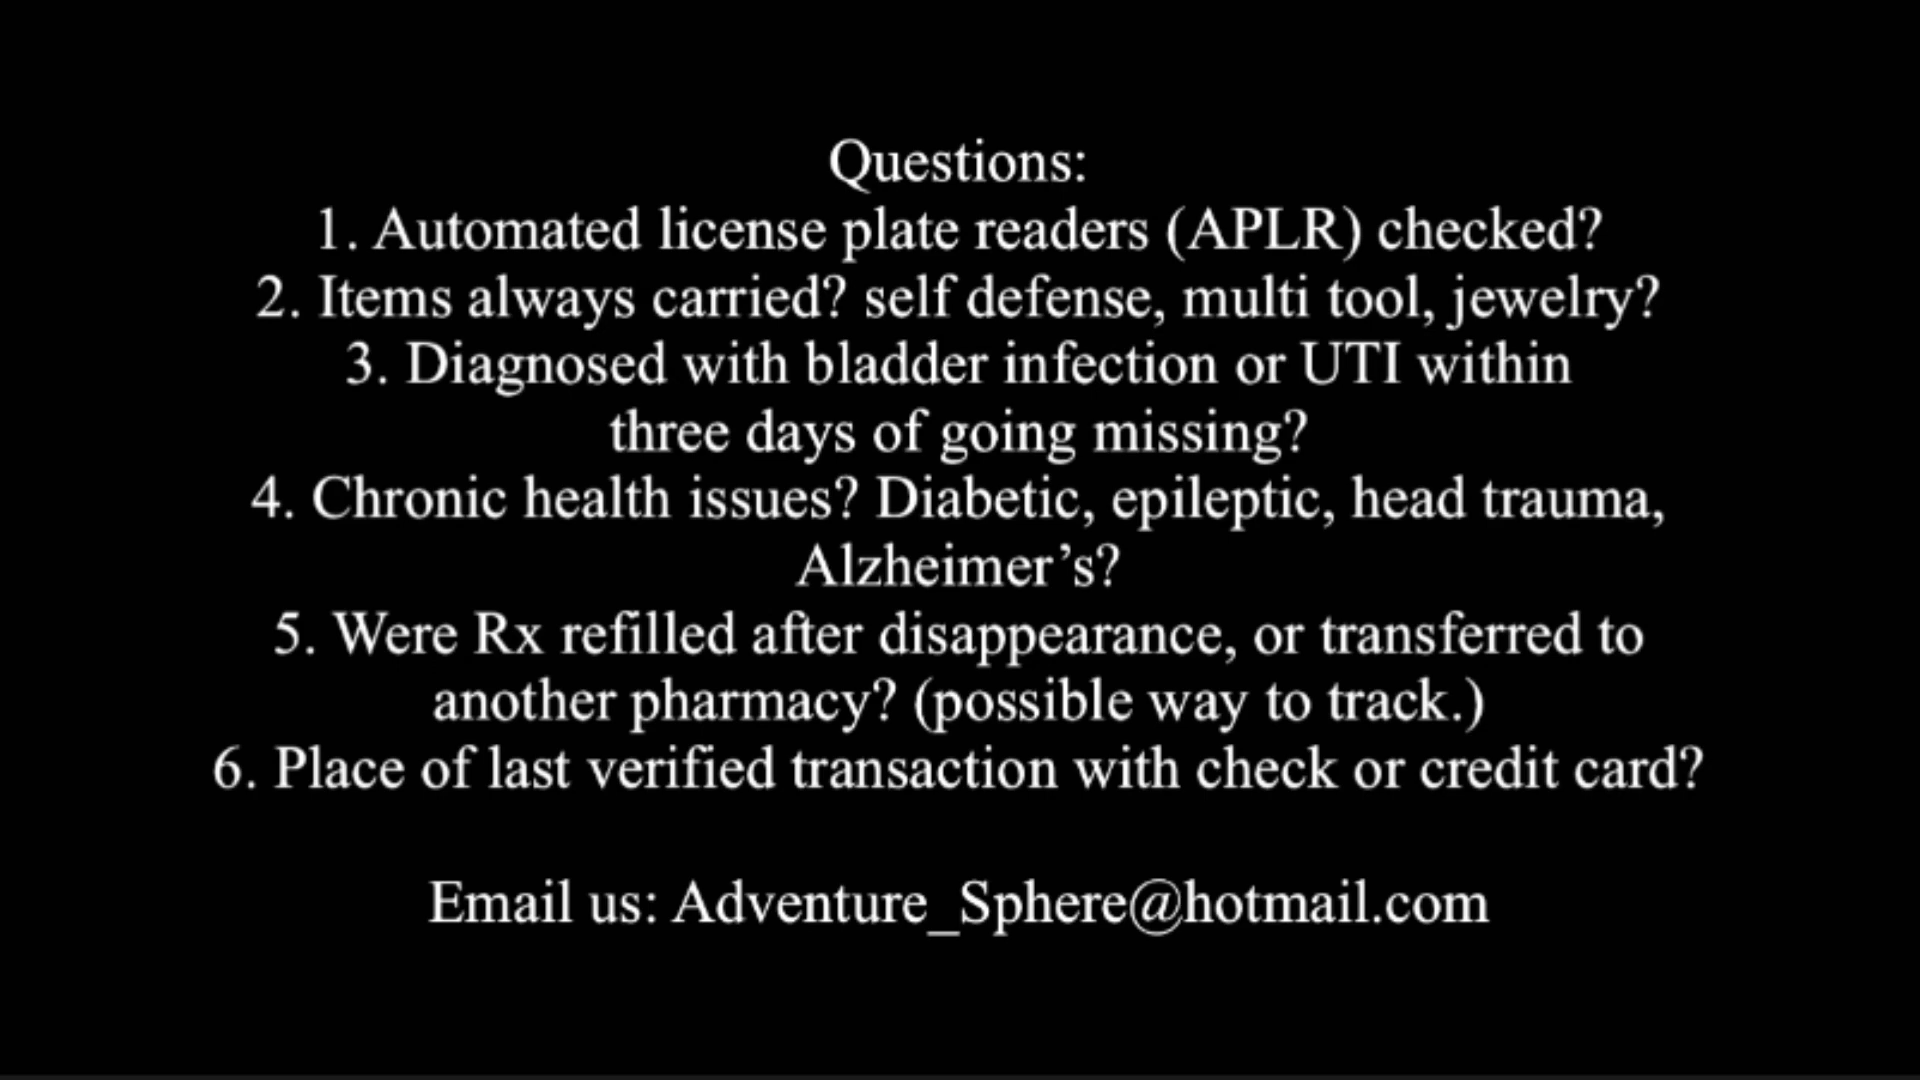 Questions:
1. Automated license plate readers (APLR) checked?
2. Items always carried? self defense, multi tool, jewelry?
3. Diagnosed with bladder infection or UTI within
three days of going missing?
4. Chronic health issues? Diabetic, epileptic, head trauma,
Alzheimer’s?
5. Were Rx refilled after disappearance, or transferred to
another pharmacy? (possible way to track.)
6. Place of last verified transaction with check or credit card?
Email us: Adventure_Sphere@hotmail.com